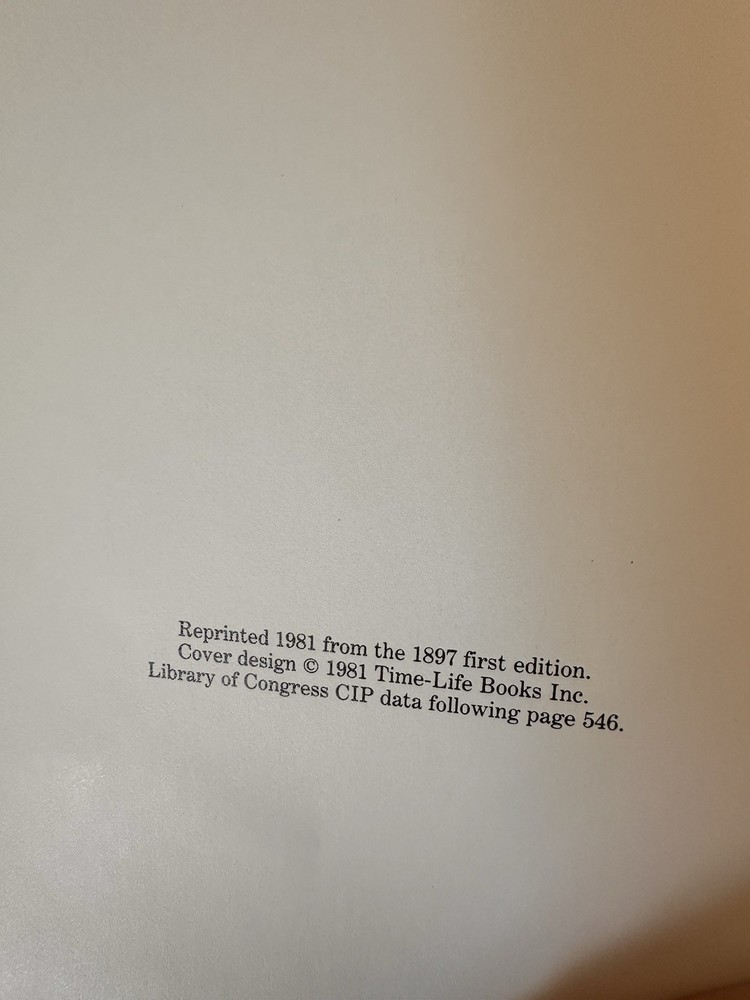 Reprinted 1981 from the 1897 first edition.
Cover design © 1981 Time-Life Books Inc.
Library of Congress CIP data following page 546.